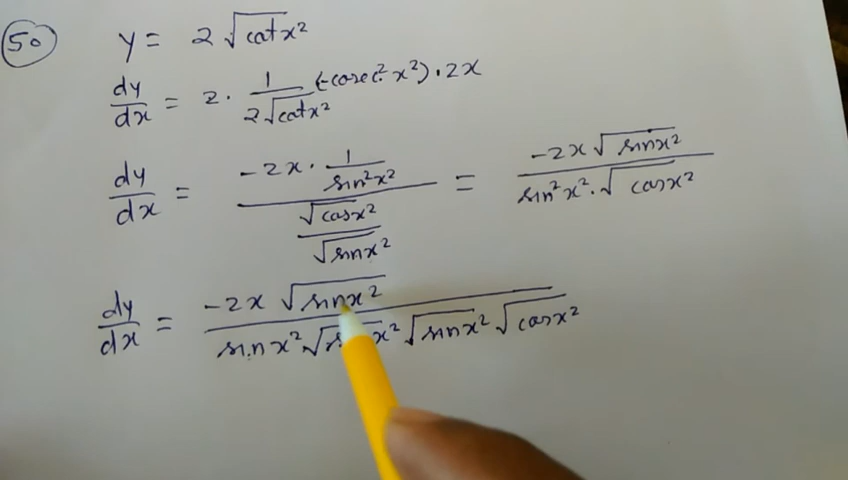 50 y = 2 √cot x²
dy/dx = 2 · 1/(2√cot x²) (-cosec² x²) · 2x
dy/dx = (-2x · 1/sin²x²)/(√cos x²/√sin x²) = (-2x √sin x²)/(sin²x² · √cos x²)
dy/dx = (-2x √sin x²)/(sin x² √sin x² √sin x² √cos x²)